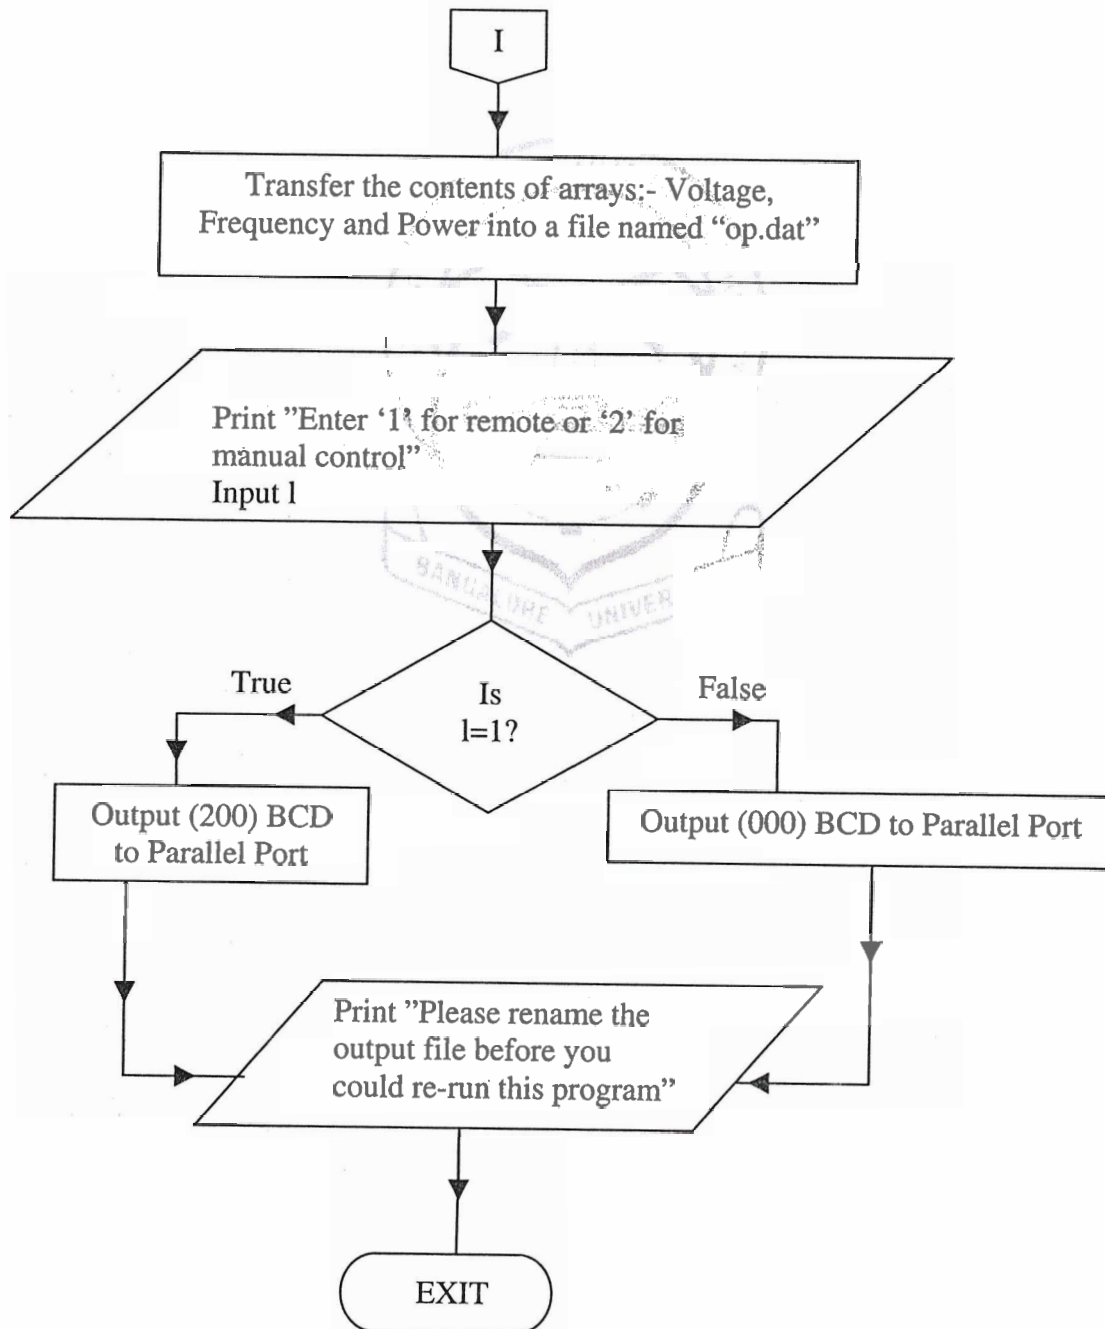 I
Transfer the contents of arrays:- Voltage,
Frequency and Power into a file named “op.dat”
Print ”Enter ‘1’ for remote or ‘2’ for
manual control”
Input l
Is
l=1?
True
False
Output (200) BCD
to Parallel Port
Output (000) BCD to Parallel Port
Print ”Please rename the
output file before you
could re-run this program”
EXIT
BANGALORE UNIVER